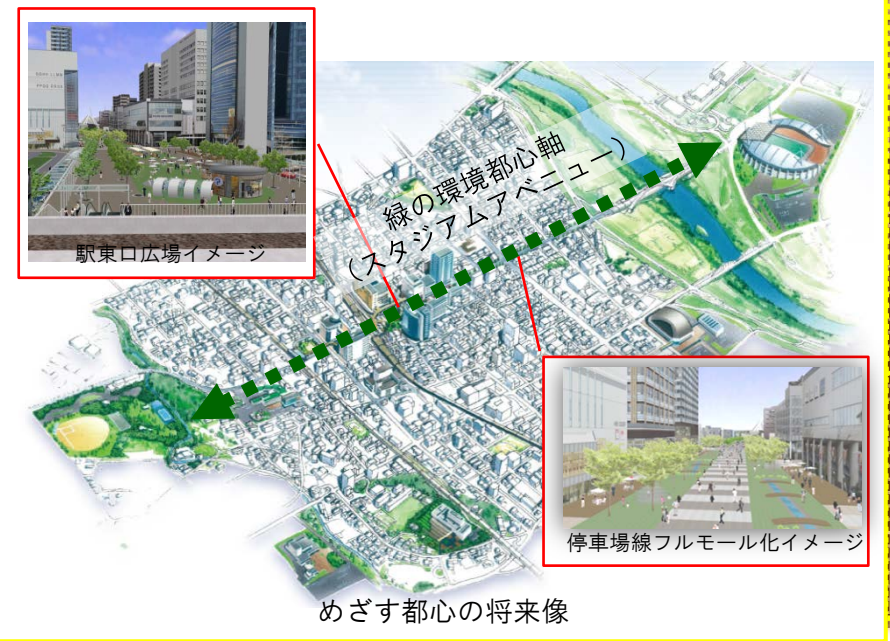 駅東口広場イメージ
緑の環境都心軸
（スタジアムアベニュー）
停車場線フルモール化イメージ
めざす都心の将来像